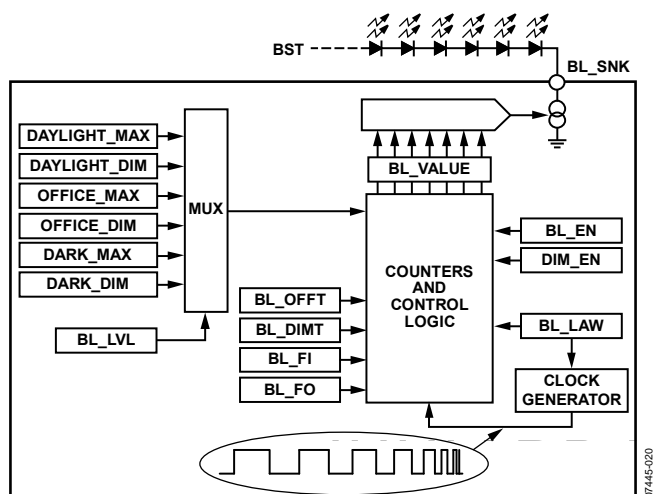 BST
BL_SNK
DAYLIGHT_MAX
DAYLIGHT_DIM
OFFICE_MAX
OFFICE_DIM
DARK_MAX
DARK_DIM
MUX
BL_LVL
BL_VALUE
COUNTERS
AND
CONTROL
LOGIC
BL_EN
DIM_EN
BL_OFFT
BL_DIMT
BL_FI
BL_FO
BL_LAW
CLOCK
GENERATOR
7445-020